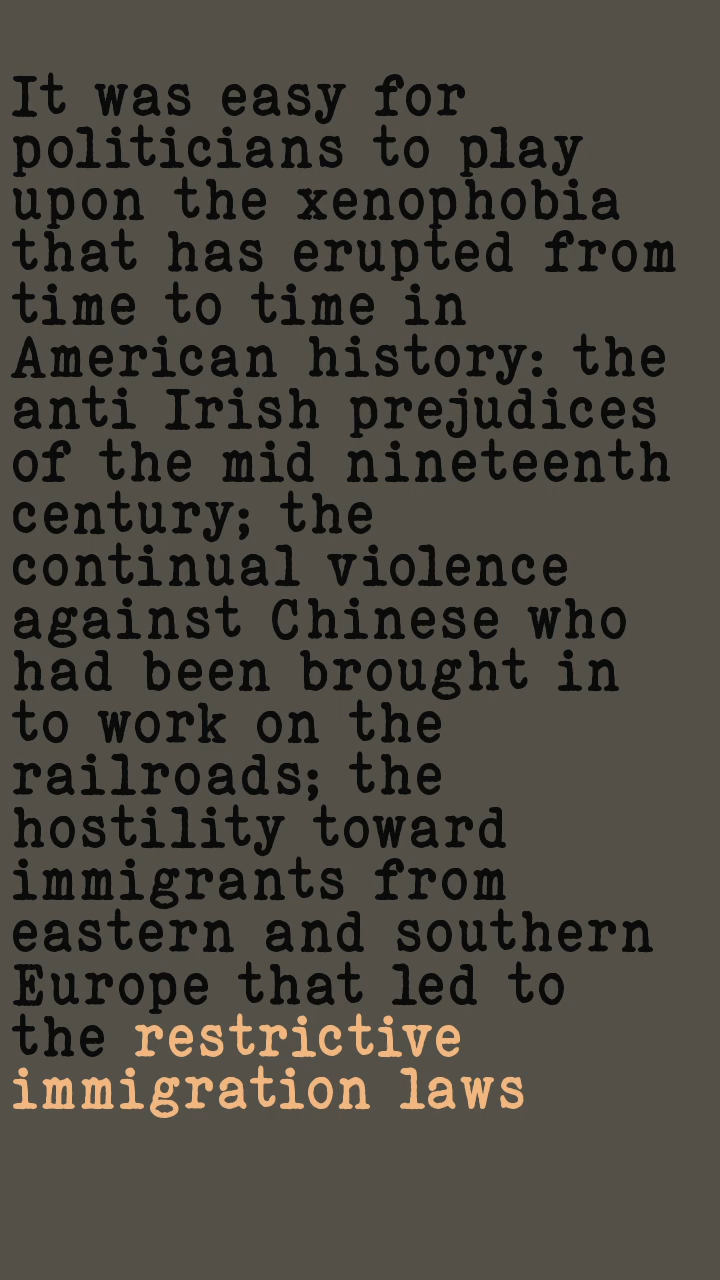 It was easy for
politicians to play
upon the xenophobia
that has erupted from
time to time in
American history: the
anti Irish prejudices
of the mid nineteenth
century; the
continual violence
against Chinese who
had been brought in
to work on the
railroads; the
hostility toward
immigrants from
eastern and southern
Europe that led to
the restrictive
immigration laws